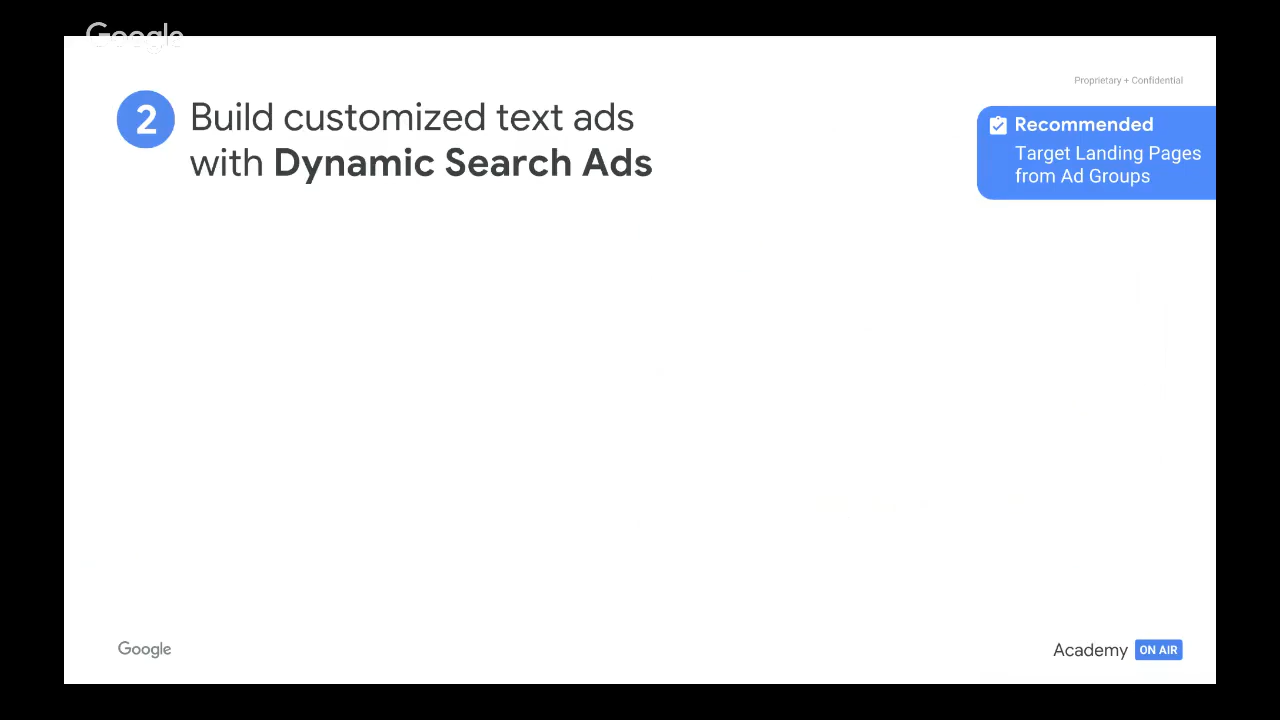 Google
Proprietary + Confidential
2
Build customized text ads
with Dynamic Search Ads
Recommended
Target Landing Pages
from Ad Groups
Google
Academy ON AIR